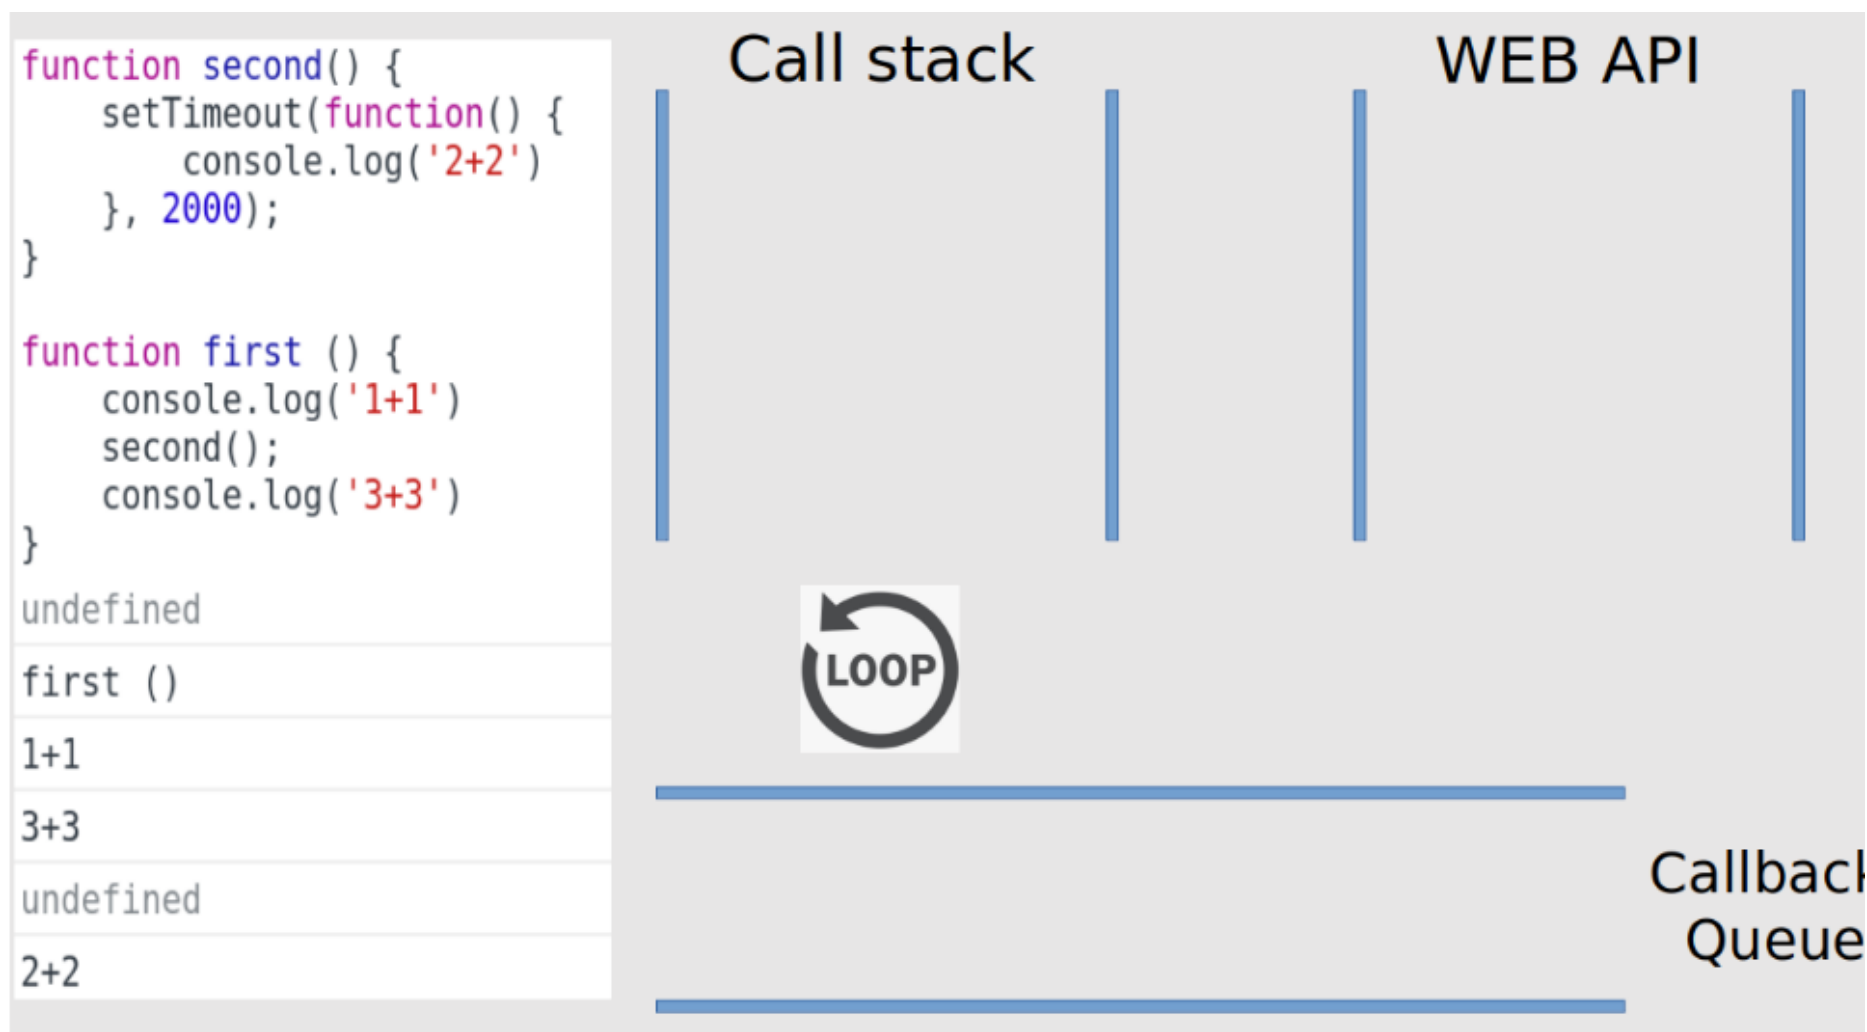 function second() {
    setTimeout(function() {
        console.log('2+2')
    }, 2000);
}
function first () {
    console.log('1+1')
    second();
    console.log('3+3')
}
undefined
first ()
1+1
3+3
undefined
2+2
Call stack
WEB API
LOOP
Callback
Queue